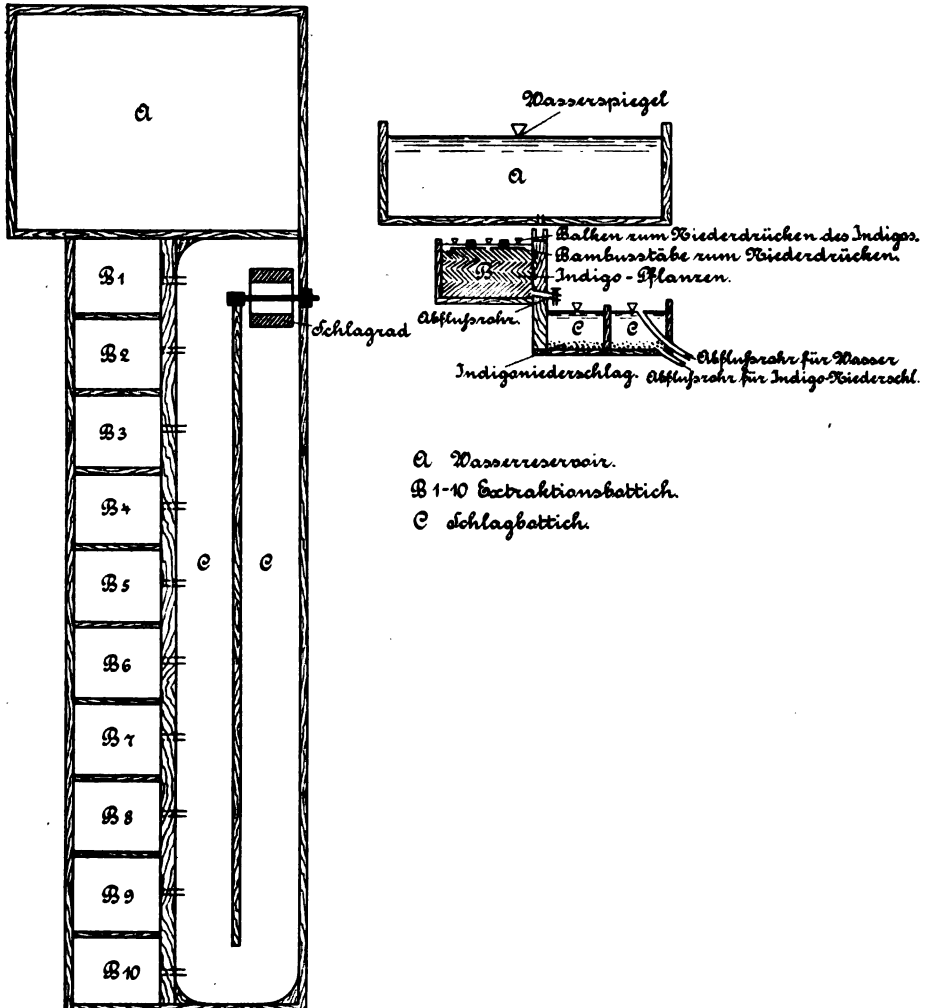 A
B1
B2
B3
B4
B5
B6
B7
B8
B9
B10
C C
Schlagrad
Wasserspiegel
A
Balken zum Niederdrücken des Indigos.
Bambusstäbe zum Niederdrücken.
B
Indigo-Pflanzen.
Abflußrohr.
C C
Abflußrohr für Wasser
Indigoniederschlag.
Abflußrohr für Indigo-Niederschl.
A Wasserreservoir.
B 1-10 Extraktionsbottich.
C Schlagbottich.